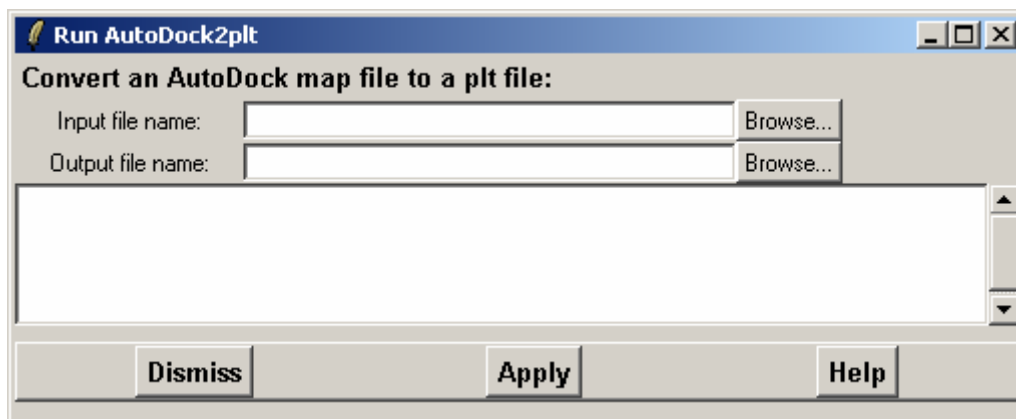 Run AutoDock2plt
Convert an AutoDock map file to a plt file:
Input file name: Browse...
Output file name: Browse...
Dismiss Apply Help